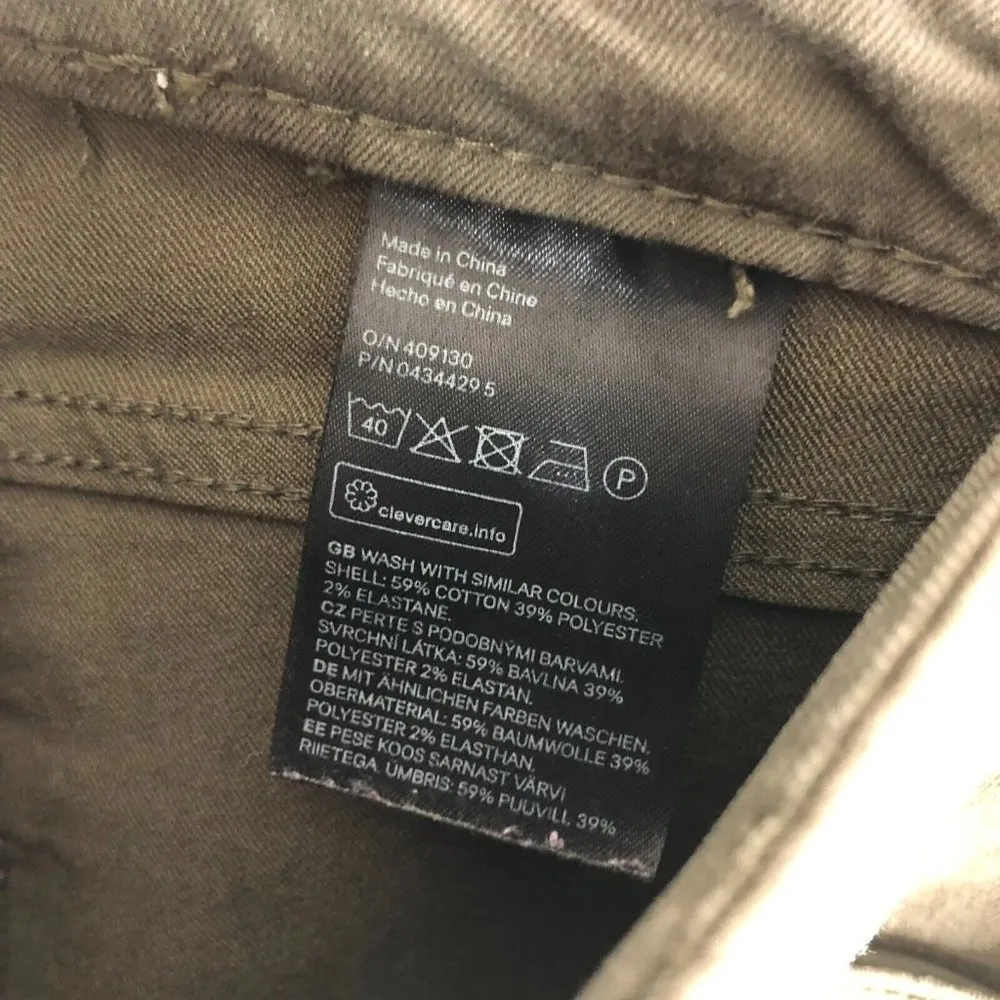 Made in China
Fabriqué en Chine
Hecho en China
O/N 409130
P/N 0434429 5
40
P
clevercare.info
GB WASH WITH SIMILAR COLOURS.
SHELL: 59% COTTON 39% POLYESTER
2% ELASTANE.
CZ PERTE S PODOBNÝMI BARVAMI.
SVRCHNÍ LÁTKA: 59% BAVLNA 39%
POLYESTER 2% ELASTAN.
DE MIT ÄHNLICHEN FARBEN WASCHEN.
OBERMATERIAL: 59% BAUMWOLLE 39%
POLYESTER 2% ELASTHAN.
EE PESE KOOS SARNAST VÄRVI
RIIETEGA. ÜMBRIS: 59% PUUVILL 39%